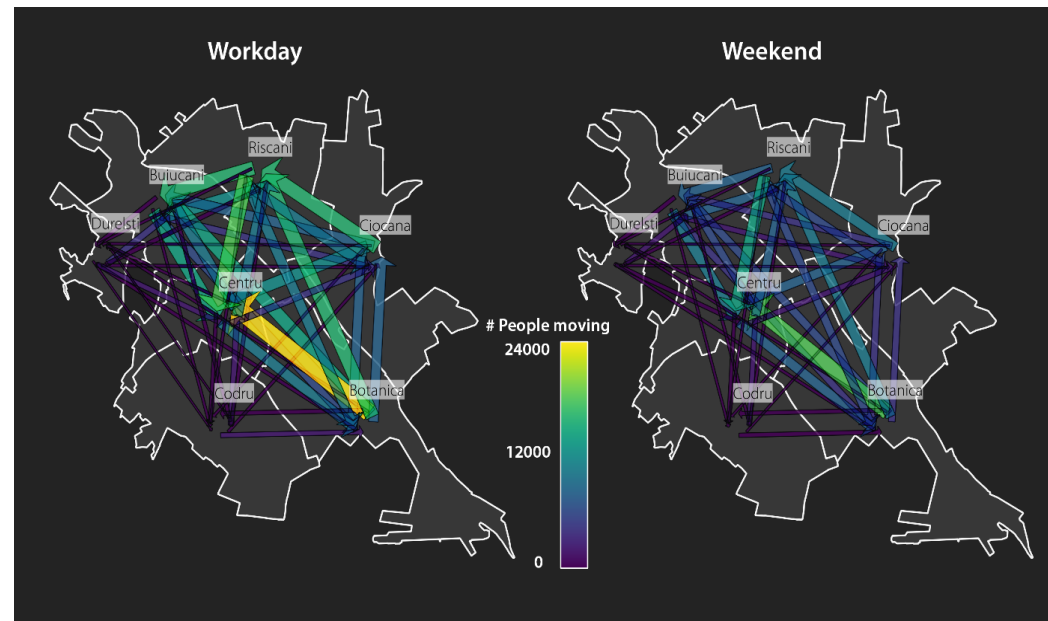 Workday
Weekend
Riscani
Buiucani
Durelsti
Ciocana
Centru
Codru
Botanica
# People moving
24000
12000
0
Riscani
Buiucani
Durelsti
Ciocana
Centru
Codru
Botanica